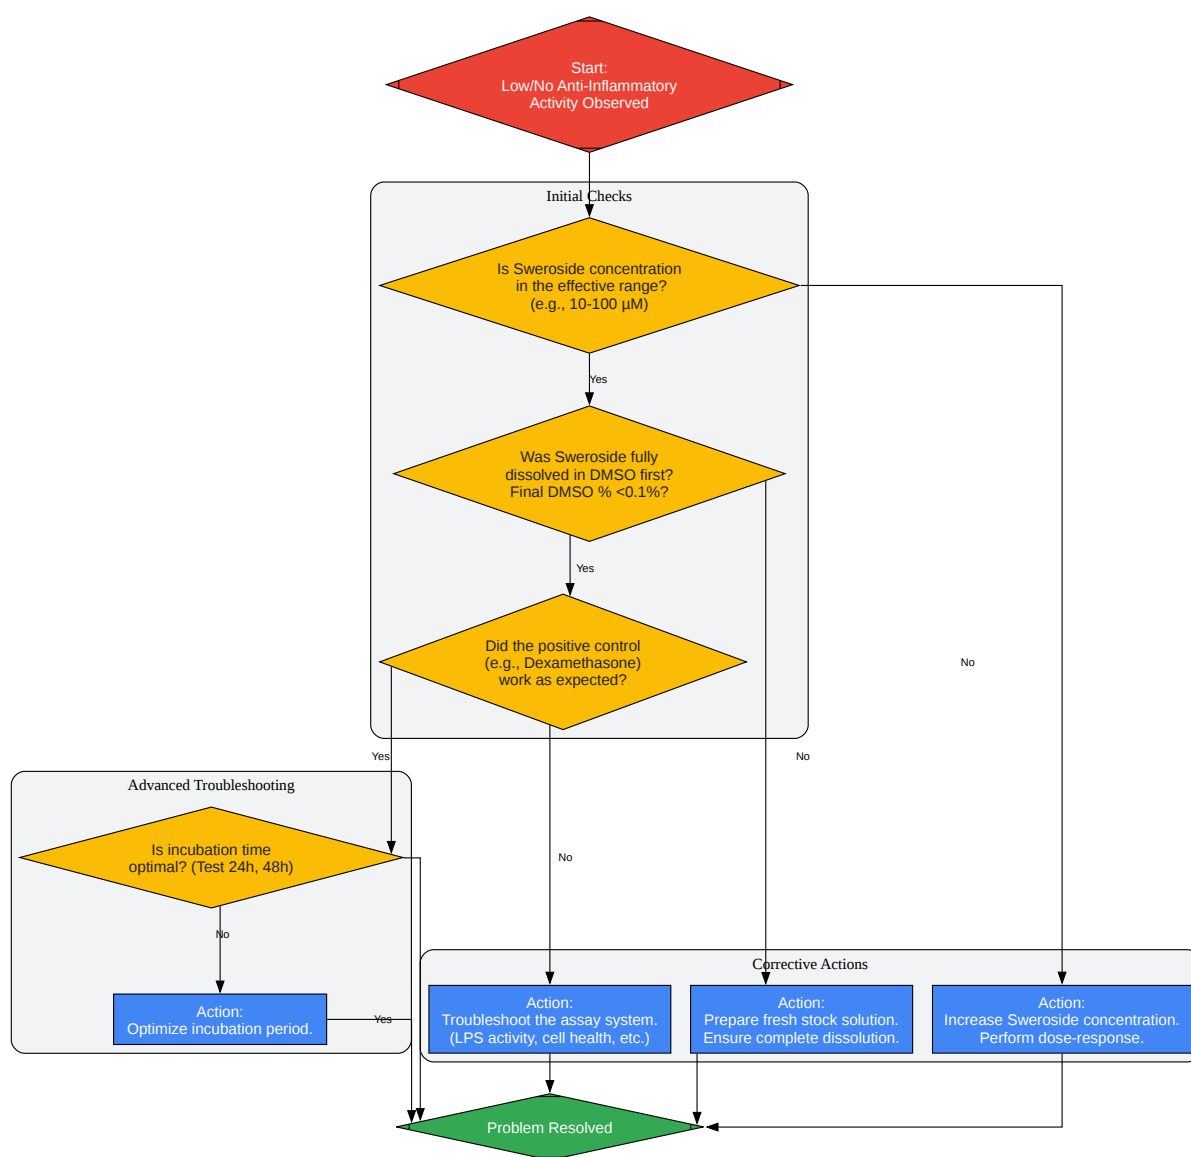 Start:
Low/No Anti-Inflammatory
Activity Observed
Initial Checks
Is Sweroside concentration
in the effective range?
(e.g., 10-100 µM)
Yes
Was Sweroside fully
dissolved in DMSO first?
Final DMSO % <0.1%?
Yes
Did the positive control
(e.g., Dexamethasone)
work as expected?
No
Yes
No
Advanced Troubleshooting
Is incubation time
optimal? (Test 24h, 48h)
No
No
Corrective Actions
Action:
Optimize incubation period.
Yes
Action:
Troubleshoot the assay system.
(LPS activity, cell health, etc.)
Action:
Prepare fresh stock solution.
Ensure complete dissolution.
Action:
Increase Sweroside concentration.
Perform dose-response.
Problem Resolved